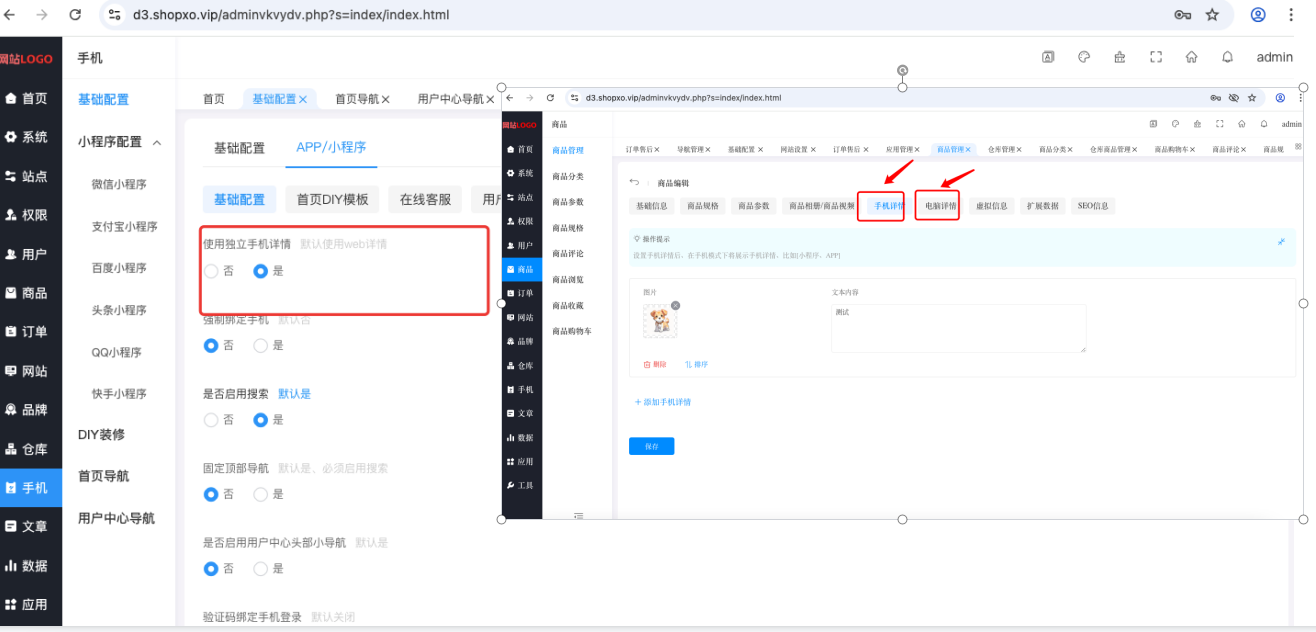 d3.shopxo.vip/adminvkvydv.php?s=index/index.html
网站LOGO
手机
admin
首页
系统
站点
权限
用户
商品
订单
网站
品牌
仓库
手机
文章
数据
应用
基础配置
小程序配置
微信小程序
支付宝小程序
百度小程序
头条小程序
QQ小程序
快手小程序
DIY装修
首页导航
用户中心导航
首页 基础配置× 首页导航× 用户中心导航×
基础配置 APP/小程序
基础配置 首页DIY模板 在线客服
使用独立手机详情 默认使用web详情
否 是
强制绑定手机 默认否
否 是
是否启用搜索 默认是
否 是
固定顶部导航 默认是、必须启用搜索
否 是
是否启用用户中心头部小导航 默认是
否 是
验证码绑定手机登录 默认关闭
d3.shopxo.vip/adminvkvydv.php?s=index/index.html
网站LOGO
商品
admin
首页
系统
站点
权限
用户
商品
订单
网站
品牌
仓库
手机
文章
数据
应用
工具
商品管理
商品分类
商品参数
商品规格
商品评论
商品浏览
商品收藏
商品购物车
订单售后× 导航管理× 基础配置× 网站设置× 订单售后× 应用管理× 商品管理× 仓库管理× 商品分类× 仓库商品管理× 商品购物车× 商品评论× 商品规
商品编辑
基础信息 商品规格 商品参数 商品相册/商品视频 手机详情 电脑详情 虚拟信息 扩展数据 SEO信息
操作提示
设置手机详情后，在手机模式下将展示手机详情，比如[小程序，APP]
图片 文本内容
测试
删除 排序
+ 添加手机详情
保存